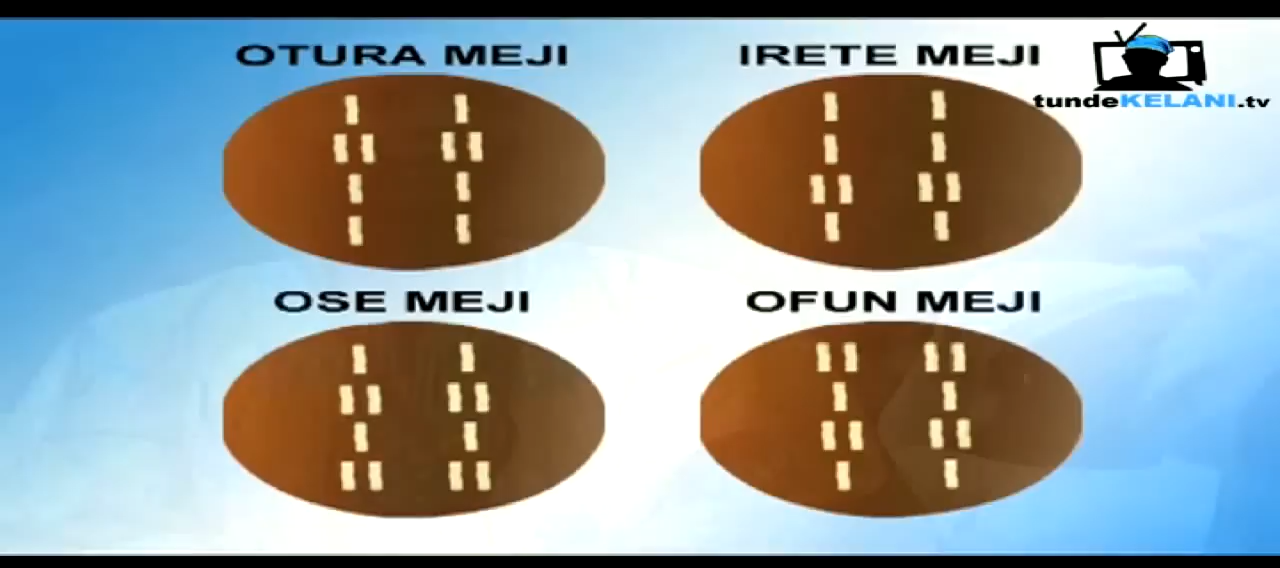 OTURA MEJI
IRETE MEJI
tundeKELANI.tv
OSE MEJI
OFUN MEJI